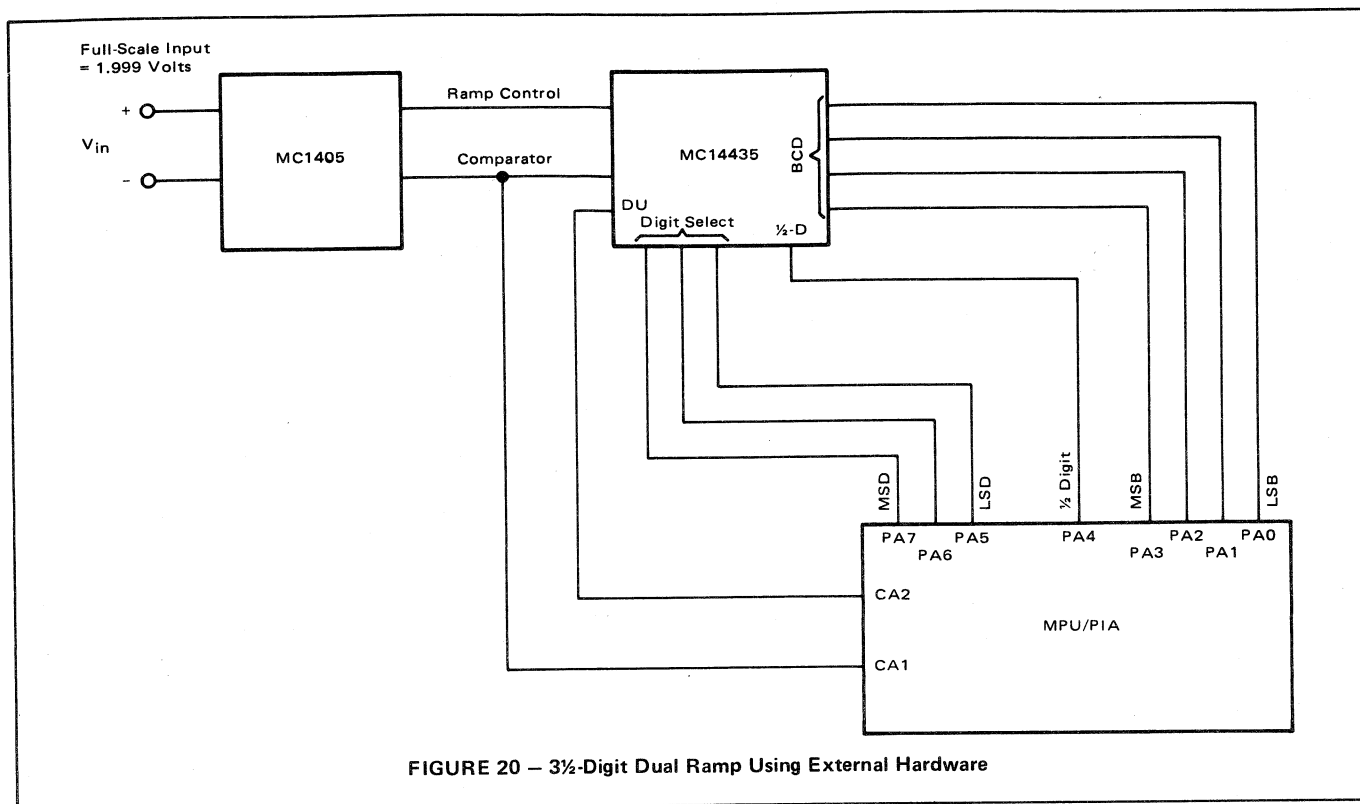 Full-Scale Input
= 1.999 Volts
+
Vin
–
MC1405
Ramp Control
Comparator
MC14435
BCD
DU
Digit Select
½-D
MSD
LSD
½ Digit
MSB
LSB
PA7
PA6
PA5
PA4
PA3
PA2
PA1
PA0
CA2
MPU/PIA
CA1
FIGURE 20 – 3½-Digit Dual Ramp Using External Hardware